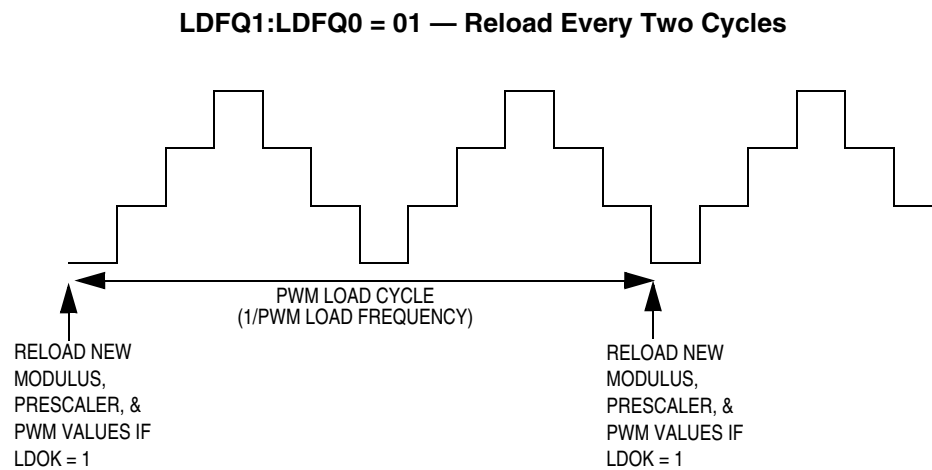 LDFQ1:LDFQ0 = 01 — Reload Every Two Cycles
PWM LOAD CYCLE
(1/PWM LOAD FREQUENCY)
RELOAD NEW
MODULUS,
PRESCALER, &
PWM VALUES IF
LDOK = 1
RELOAD NEW
MODULUS,
PRESCALER, &
PWM VALUES IF
LDOK = 1